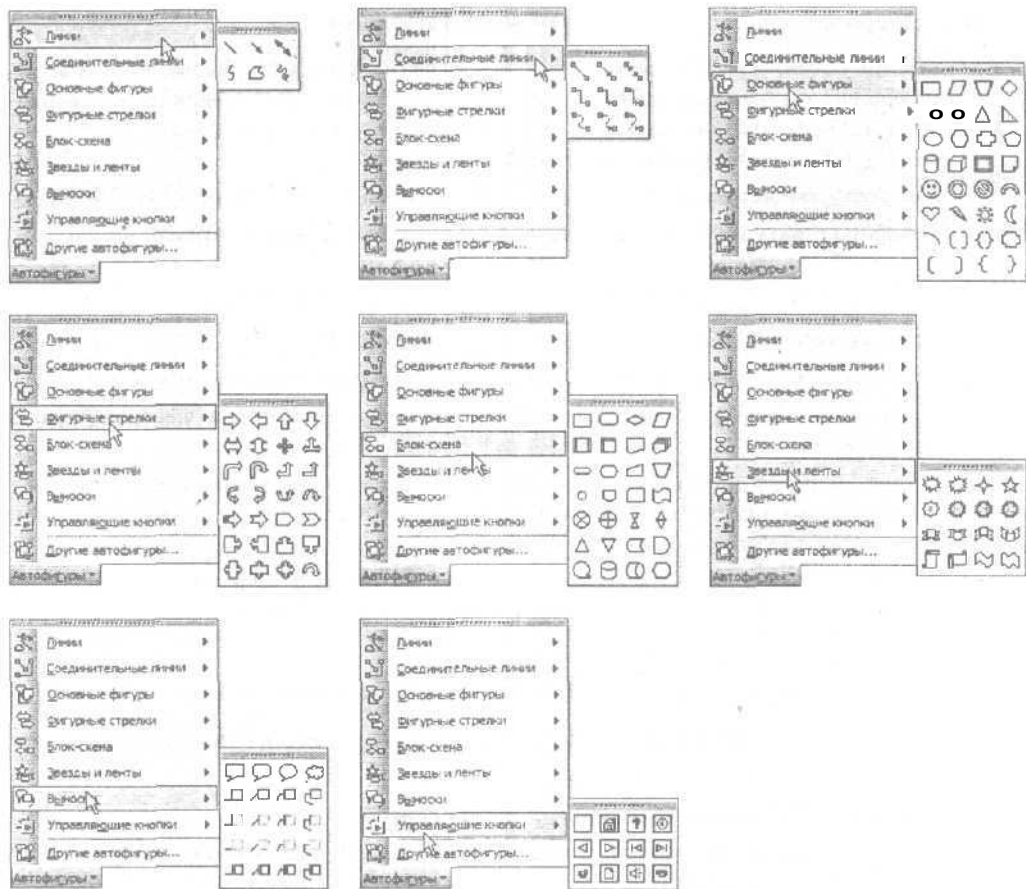 Линии
Соединительные линии
Основные фигуры
Фигурные стрелки
Блок-схема
Звезды и ленты
Выноски
Управляющие кнопки
Другие автофигуры...
Автофигуры
Линии
Соединительные линии
Основные фигуры
Фигурные стрелки
Блок-схема
Звезды и ленты
Выноски
Управляющие кнопки
Другие автофигуры...
Автофигуры
Линии
Соединительные линии
Основные фигуры
Фигурные стрелки
Блок-схема
Звезды и ленты
Выноски
Управляющие кнопки
Другие автофигуры...
Автофигуры
Линии
Соединительные линии
Основные фигуры
Фигурные стрелки
Блок-схема
Звезды и ленты
Выноски
Управляющие кнопки
Другие автофигуры...
Автофигуры
Линии
Соединительные линии
Основные фигуры
Фигурные стрелки
Блок-схема
Звезды и ленты
Выноски
Управляющие кнопки
Другие автофигуры...
Автофигуры
Линии
Соединительные линии
Основные фигуры
Фигурные стрелки
Блок-схема
Звезды и ленты
Выноски
Управляющие кнопки
Другие автофигуры...
Автофигуры
Линии
Соединительные линии
Основные фигуры
Фигурные стрелки
Блок-схема
Звезды и ленты
Выноски
Управляющие кнопки
Другие автофигуры...
Автофигуры
Линии
Соединительные линии
Основные фигуры
Фигурные стрелки
Блок-схема
Звезды и ленты
Выноски
Управляющие кнопки
Другие автофигуры...
Автофигуры